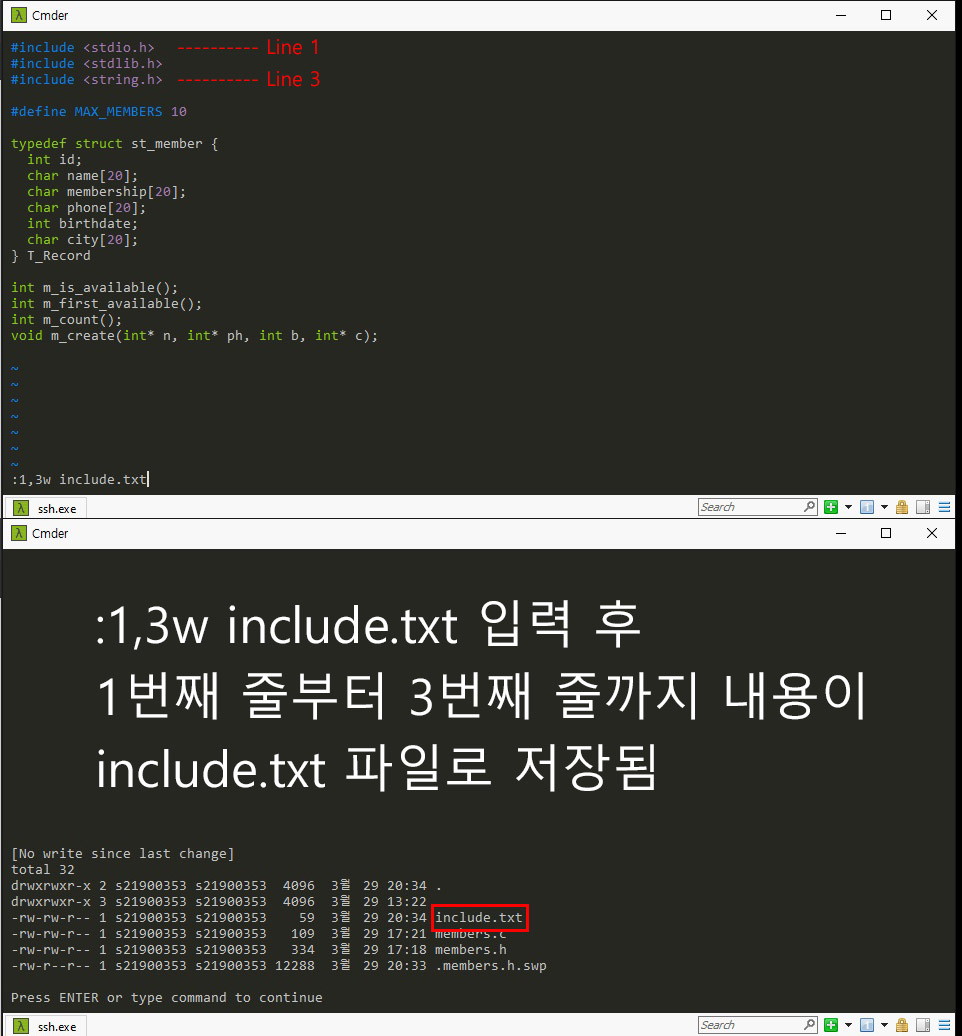 Cmder
#include <stdio.h> ---------- Line 1
#include <stdlib.h>
#include <string.h> ---------- Line 3
#define MAX_MEMBERS 10
typedef struct st_member {
int id;
char name[20];
char membership[20];
char phone[20];
int birthdate;
char city[20];
} T_Record
int m_is_available();
int m_first_available();
int m_count();
void m_create(int* n, int* ph, int b, int* c);
~
~
~
~
~
~
~
:1,3w include.txt
ssh.exe Search
Cmder
:1,3w include.txt 입력 후
1번째 줄부터 3번째 줄까지 내용이
include.txt 파일로 저장됨
[No write since last change]
total 32
drwxrwxr-x 2 s21900353 s21900353 4096 3월 29 20:34 .
drwxrwxr-x 3 s21900353 s21900353 4096 3월 29 13:22
-rw-rw-r-- 1 s21900353 s21900353 59 3월 29 20:34 include.txt
-rw-rw-r-- 1 s21900353 s21900353 109 3월 29 17:21 members.c
-rw-rw-r-- 1 s21900353 s21900353 334 3월 29 17:18 members.h
-rw-r--r-- 1 s21900353 s21900353 12288 3월 29 20:33 .members.h.swp
Press ENTER or type command to continue
ssh.exe Search